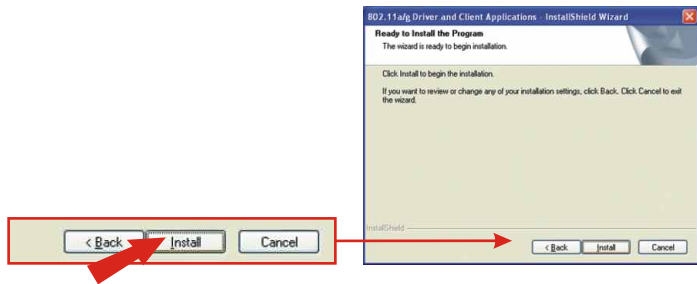 802.11a/g Driver and Client Applications - InstallShield Wizard
Ready to Install the Program
The wizard is ready to begin installation.
Click Install to begin the installation.
If you want to review or change any of your installation settings, click Back. Click Cancel to exit
the wizard.
InstallShield
< Back Install Cancel
< Back Install Cancel